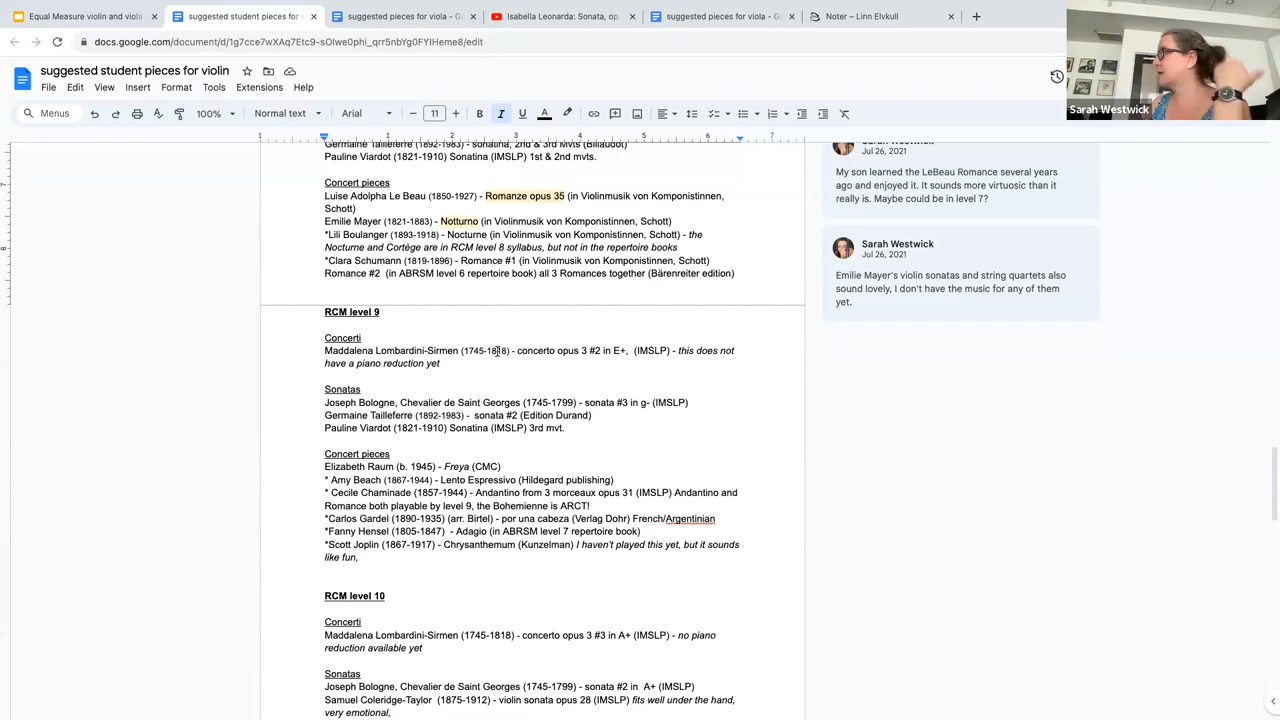 Equal Measure violin and viola
suggested student pieces for v
suggested pieces for viola - G
Isabella Leonarda: Sonata, op
suggested pieces for viola - G
Noter – Linn Elvkull
docs.google.com/document/d/1g7cce7wXAq7Etc9-sOlwe0phi_qrr5nbYg0FYIHeme8/edit
suggested student pieces for violin
File Edit View Insert Format Tools Extensions Help
Menus 100% Normal text Arial 11 B I U A
1 1 2 3 4 5 6 7
7
8
Germaine Tailleferre (1892-1983) - sonatina, 2nd & 3rd Mvts (Billaudot)
Pauline Viardot (1821-1910) Sonatina (IMSLP) 1st & 2nd mvts.
Concert pieces
Luise Adolpha Le Beau (1850-1927) - Romanze opus 35 (in Violinmusik von Komponistinnen,
Schott)
Emilie Mayer (1821-1883) - Notturno (in Violinmusik von Komponistinnen, Schott)
*Lili Boulanger (1893-1918) - Nocturne (in Violinmusik von Komponistinnen, Schott) - the
Nocturne and Cortège are in RCM level 8 syllabus, but not in the repertoire books
*Clara Schumann (1819-1896) - Romance #1 (in Violinmusik von Komponistinnen, Schott)
Romance #2 (in ABRSM level 6 repertoire book) all 3 Romances together (Bärenreiter edition)
RCM level 9
Concerti
Maddalena Lombardini-Sirmen (1745-1818) - concerto opus 3 #2 in E+, (IMSLP) - this does not
have a piano reduction yet
Sonatas
Joseph Bologne, Chevalier de Saint Georges (1745-1799) - sonata #3 in g- (IMSLP)
Germaine Tailleferre (1892-1983) - sonata #2 (Edition Durand)
Pauline Viardot (1821-1910) Sonatina (IMSLP) 3rd mvt.
Concert pieces
Elizabeth Raum (b. 1945) - Freya (CMC)
* Amy Beach (1867-1944) - Lento Espressivo (Hildegard publishing)
* Cecile Chaminade (1857-1944) - Andantino from 3 morceaux opus 31 (IMSLP) Andantino and
Romance both playable by level 9, the Bohemienne is ARCT!
*Carlos Gardel (1890-1935) (arr. Birtel) - por una cabeza (Verlag Dohr) French/Argentinian
*Fanny Hensel (1805-1847) - Adagio (in ABRSM level 7 repertoire book)
*Scott Joplin (1867-1917) - Chrysanthemum (Kunzelman) I haven't played this yet, but it sounds
like fun,
RCM level 10
Concerti
Maddalena Lombardini-Sirmen (1745-1818) - concerto opus 3 #3 in A+ (IMSLP) - no piano
reduction available yet
Sonatas
Joseph Bologne, Chevalier de Saint Georges (1745-1799) - sonata #2 in A+ (IMSLP)
Samuel Coleridge-Taylor (1875-1912) - violin sonata opus 28 (IMSLP) fits well under the hand,
very emotional,
Jul 26, 2021
My son learned the LeBeau Romance several years
ago and enjoyed it. It sounds more virtuosic than it
really is. Maybe could be in level 7?
Sarah Westwick
Jul 26, 2021
Emilie Mayer's violin sonatas and string quartets also
sound lovely, I don't have the music for any of them
yet.
Sarah Westwick